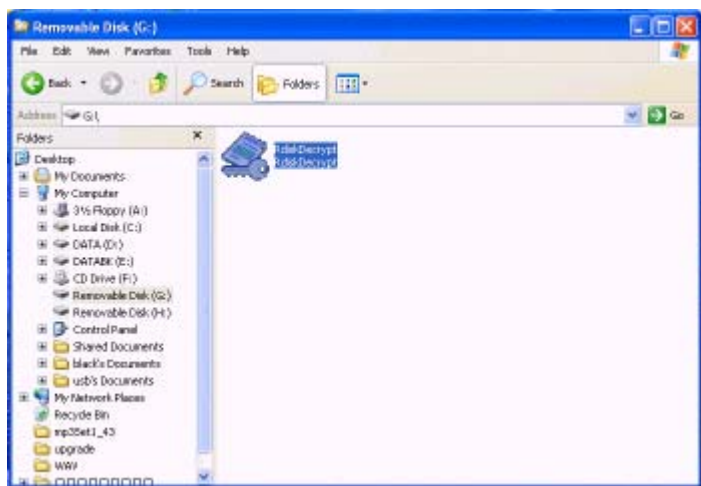 Removable Disk (G:)
File Edit View Favorites Tools Help
Back Search Folders
Address G:\ Go
Folders
RdiskDecrypt
RdiskDecrypt
Desktop
My Documents
My Computer
3½ Floppy (A:)
Local Disk (C:)
DATA (D:)
DATABK (E:)
CD Drive (F:)
Removable Disk (G:)
Removable Disk (H:)
Control Panel
Shared Documents
black's Documents
usb's Documents
My Network Places
Recycle Bin
mp3Set1_43
upgrade
WAV